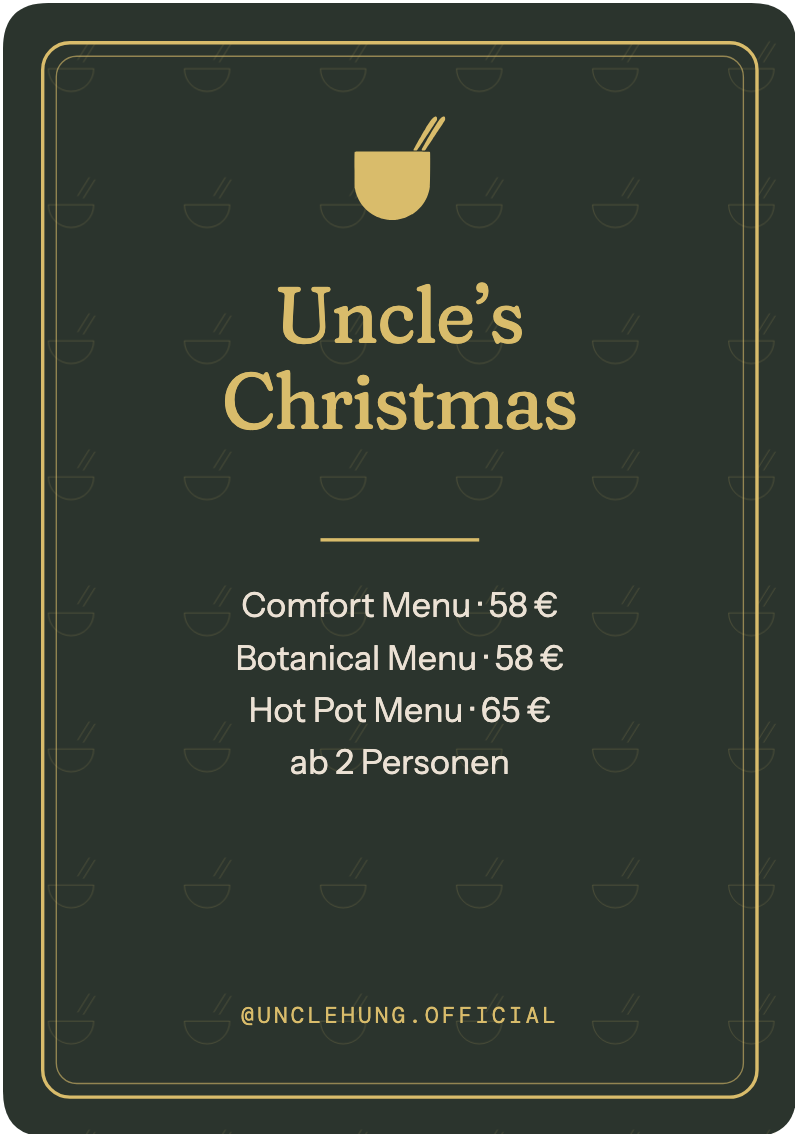 Uncle’s
Christmas
Comfort Menu · 58 €
Botanical Menu · 58 €
Hot Pot Menu · 65 €
ab 2 Personen
@UNCLEHUNG.OFFICIAL